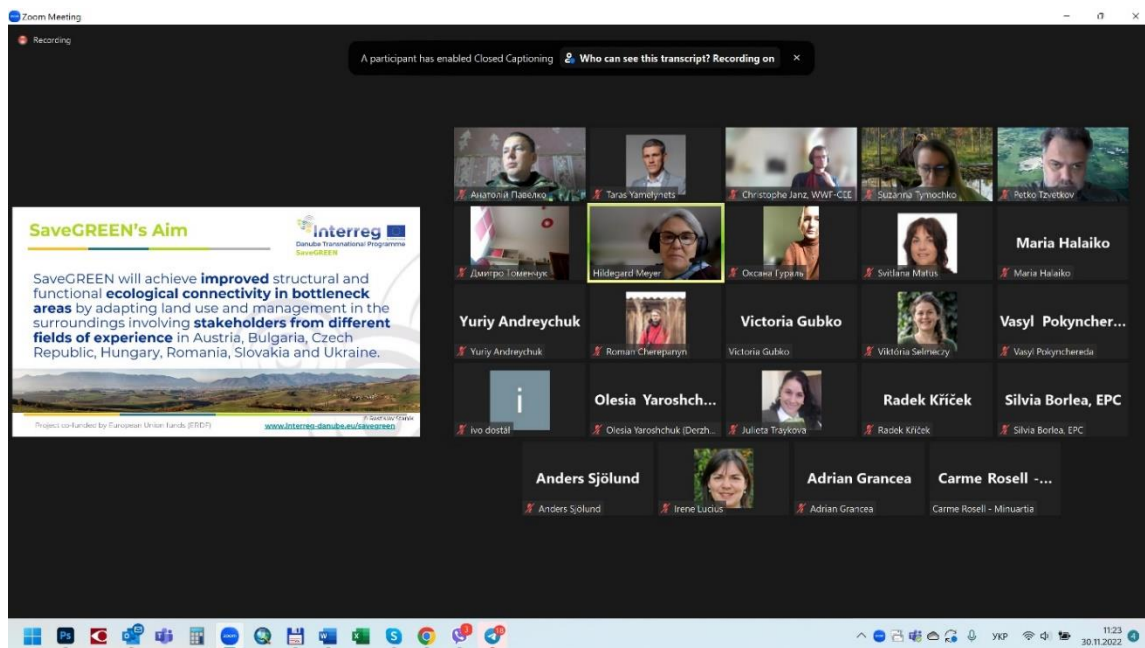 Zoom Meeting
Recording
A participant has enabled Closed Captioning Who can see this transcript? Recording on
SaveGREEN's Aim
Interreg
Danube Transnational Programme
SaveGREEN
SaveGREEN will achieve improved structural and
functional ecological connectivity in bottleneck
areas by adapting land use and management in the
surroundings involving stakeholders from different
fields of experience in Austria, Bulgaria, Czech
Republic, Hungary, Romania, Slovakia and Ukraine.
Project co-funded by European Union funds (ERDF)
www.interreg-danube.eu/savegreen
Анатолій Павелко
Taras Yamelynets
Christophe Janz, WWF-CEE
Suzanna Tymochko
Petko Tzvetkov
Дмитро Томенчук
Hildegard Meyer
Оксана Гураль
Svitlana Matus
Maria Halaiko
Maria Halaiko
Yuriy Andreychuk
Yuriy Andreychuk
Roman Cherepanyn
Victoria Gubko
Victoria Gubko
Viktória Selmeczy
Vasyl Pokyncher...
Vasyl Pokynchereda
i
ivo dostál
Olesia Yaroshch...
Olesia Yaroshchuk (Derzh...
Julieta Traykova
Radek Kříček
Radek Kříček
Silvia Borlea, EPC
Silvia Borlea, EPC
Anders Sjölund
Anders Sjölund
Irene Lucius
Adrian Grancea
Adrian Grancea
Carme Rosell -...
Carme Rosell - Minuartia
УКР
11:23
30.11.2022